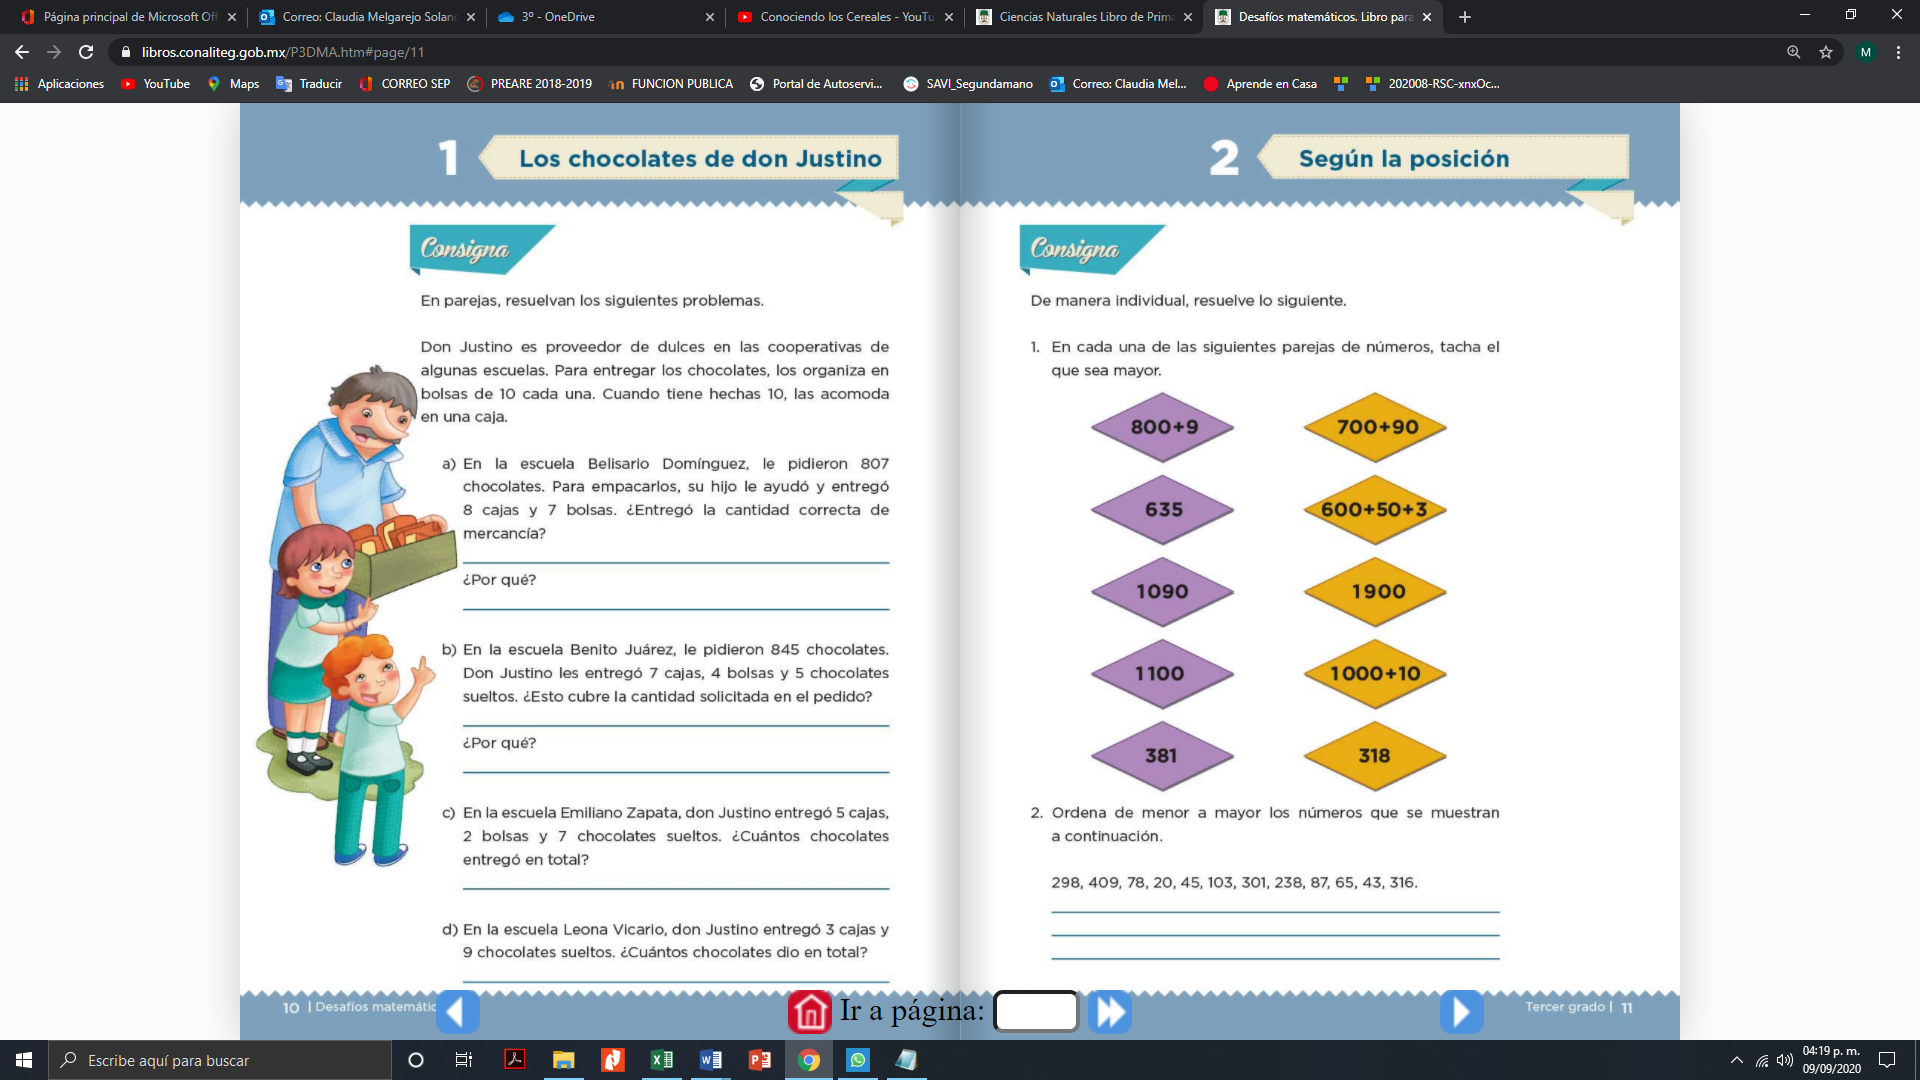 Página principal de Microsoft Of
Correo: Claudia Melgarejo Solan
3º - OneDrive
Conociendo los Cereales - YouTu
Ciencias Naturales Libro de Prima
Desafíos matemáticos. Libro para
libros.conaliteg.gob.mx/P3DMA.htm#page/11
M
Aplicaciones
YouTube
Maps
Traducir
CORREO SEP
PREARE 2018-2019
FUNCION PUBLICA
Portal de Autoservi...
SAVI_Segundamano
Correo: Claudia Mel...
Aprende en Casa
202008-RSC-xnxOc...
1
Los chocolates de don Justino
Consigna
En parejas, resuelvan los siguientes problemas.
Don Justino es proveedor de dulces en las cooperativas de
algunas escuelas. Para entregar los chocolates, los organiza en
bolsas de 10 cada una. Cuando tiene hechas 10, las acomoda
en una caja.
a) En la escuela Belisario Domínguez, le pidieron 807
chocolates. Para empacarlos, su hijo le ayudó y entregó
8 cajas y 7 bolsas. ¿Entregó la cantidad correcta de
mercancía?
¿Por qué?
b) En la escuela Benito Juárez, le pidieron 845 chocolates.
Don Justino les entregó 7 cajas, 4 bolsas y 5 chocolates
sueltos. ¿Esto cubre la cantidad solicitada en el pedido?
¿Por qué?
c) En la escuela Emiliano Zapata, don Justino entregó 5 cajas,
2 bolsas y 7 chocolates sueltos. ¿Cuántos chocolates
entregó en total?
d) En la escuela Leona Vicario, don Justino entregó 3 cajas y
9 chocolates sueltos. ¿Cuántos chocolates dio en total?
10 | Desafíos matemátic
2
Según la posición
Consigna
De manera individual, resuelve lo siguiente.
1. En cada una de las siguientes parejas de números, tacha el
que sea mayor.
800+9 700+90
635 600+50+3
1090 1900
1100 1000+10
381 318
2. Ordena de menor a mayor los números que se muestran
a continuación.
298, 409, 78, 20, 45, 103, 301, 238, 87, 65, 43, 316.
Tercer grado | 11
Ir a página:
Escribe aquí para buscar
04:19 p. m.
09/09/2020